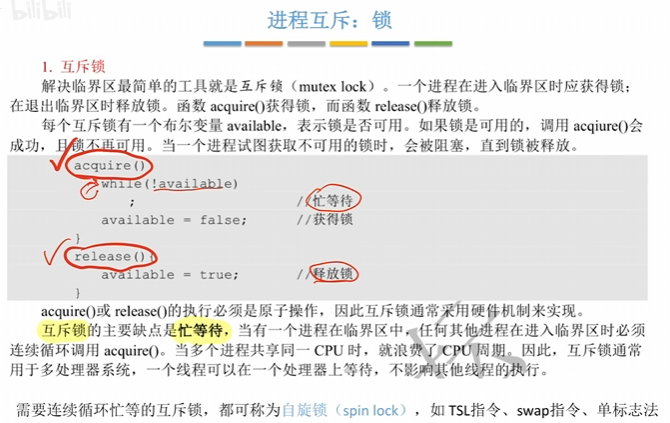 bilibili
进程互斥：锁
1. 互斥锁
解决临界区最简单的工具就是互斥锁（mutex lock）。一个进程在进入临界区时应获得锁；
在退出临界区时释放锁。函数 acquire()获得锁，而函数 release()释放锁。
每个互斥锁有一个布尔变量 available，表示锁是否可用。如果锁是可用的，调用 acqiure()会
成功，且锁不再可用。当一个进程试图获取不可用的锁时，会被阻塞，直到锁被释放。
acquire()
while(!available)
; //忙等待
available = false; //获得锁
}
release(){
available = true; //释放锁
}
acquire()或 release()的执行必须是原子操作，因此互斥锁通常采用硬件机制来实现。
互斥锁的主要缺点是忙等待，当有一个进程在临界区中，任何其他进程在进入临界区时必须
连续循环调用 acquire()。当多个进程共享同一 CPU 时，就浪费了 CPU 周期。因此，互斥锁通常
用于多处理器系统，一个线程可以在一个处理器上等待，不影响其他线程的执行。
需要连续循环忙等的互斥锁，都可称为自旋锁（spin lock），如 TSL指令、swap指令、单标志法